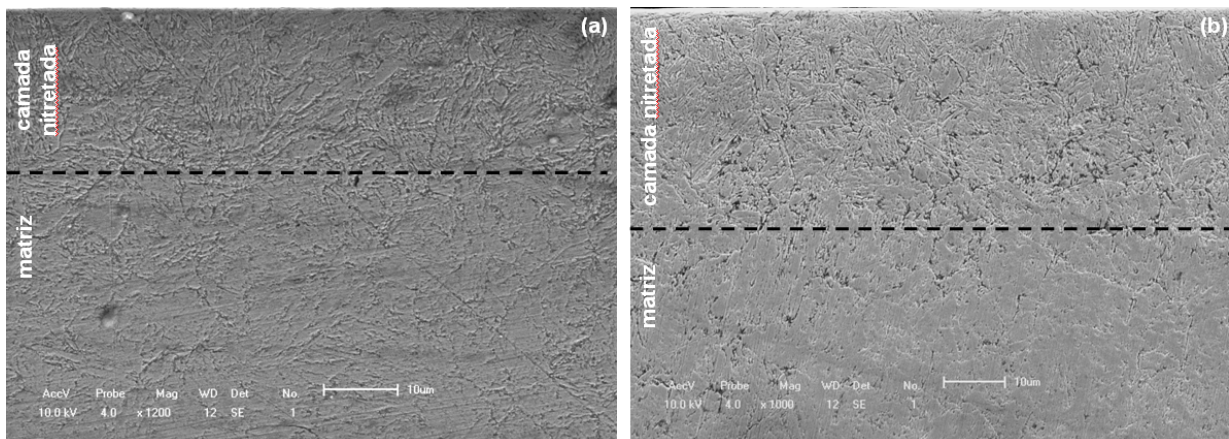 (a)
camada
nitretada
matriz
AccV Probe Mag WD Det No.
10.0 kV 4.0 x 1200 12 SE 1
10um
(b)
camada nitretada
matriz
AccV Probe Mag WD Det No.
10.0 kV 4.0 x 1000 12 SE 1
10um